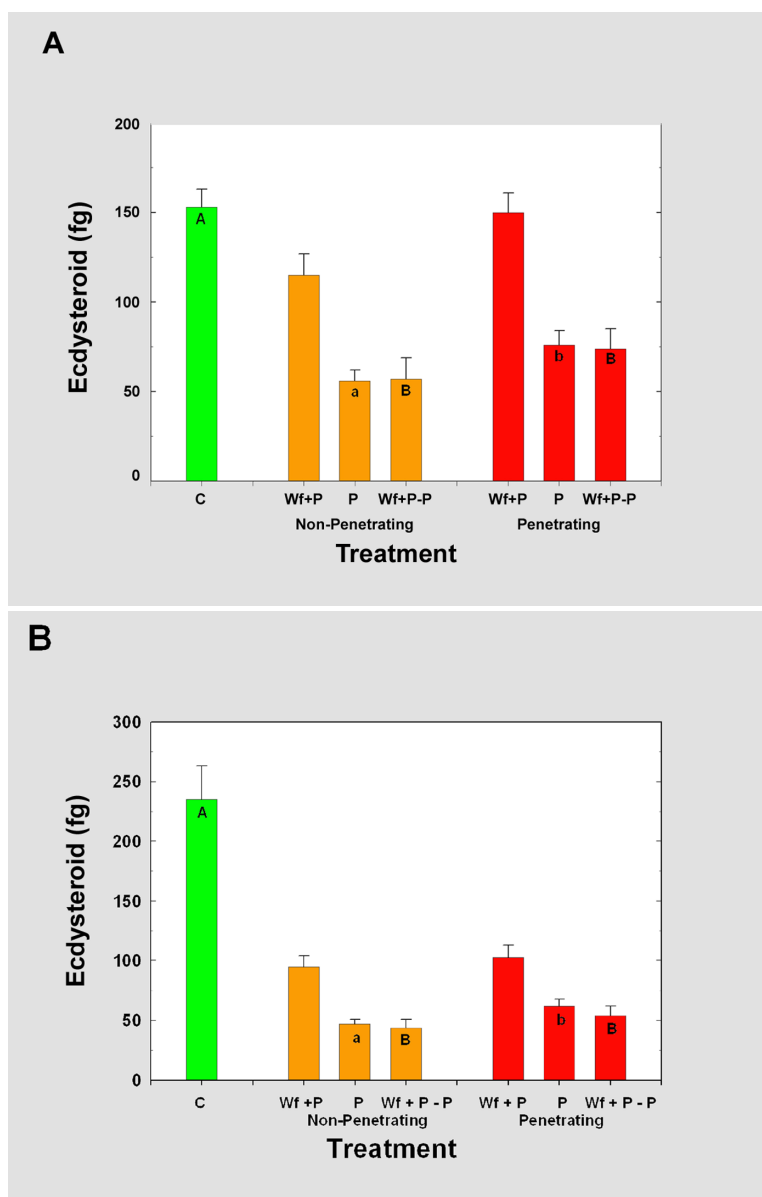 A
Ecdysteroid (fg)
200
150
100
50
0
A
a
B
b
B
C
Wf+P P Wf+P-P
Wf+P P Wf+P-P
Non-Penetrating
Penetrating
Treatment
B
Ecdysteroid (fg)
300
250
200
150
100
50
0
A
a
B
b
B
C
Wf +P P Wf + P - P
Wf + P P Wf + P - P
Non-Penetrating
Penetrating
Treatment